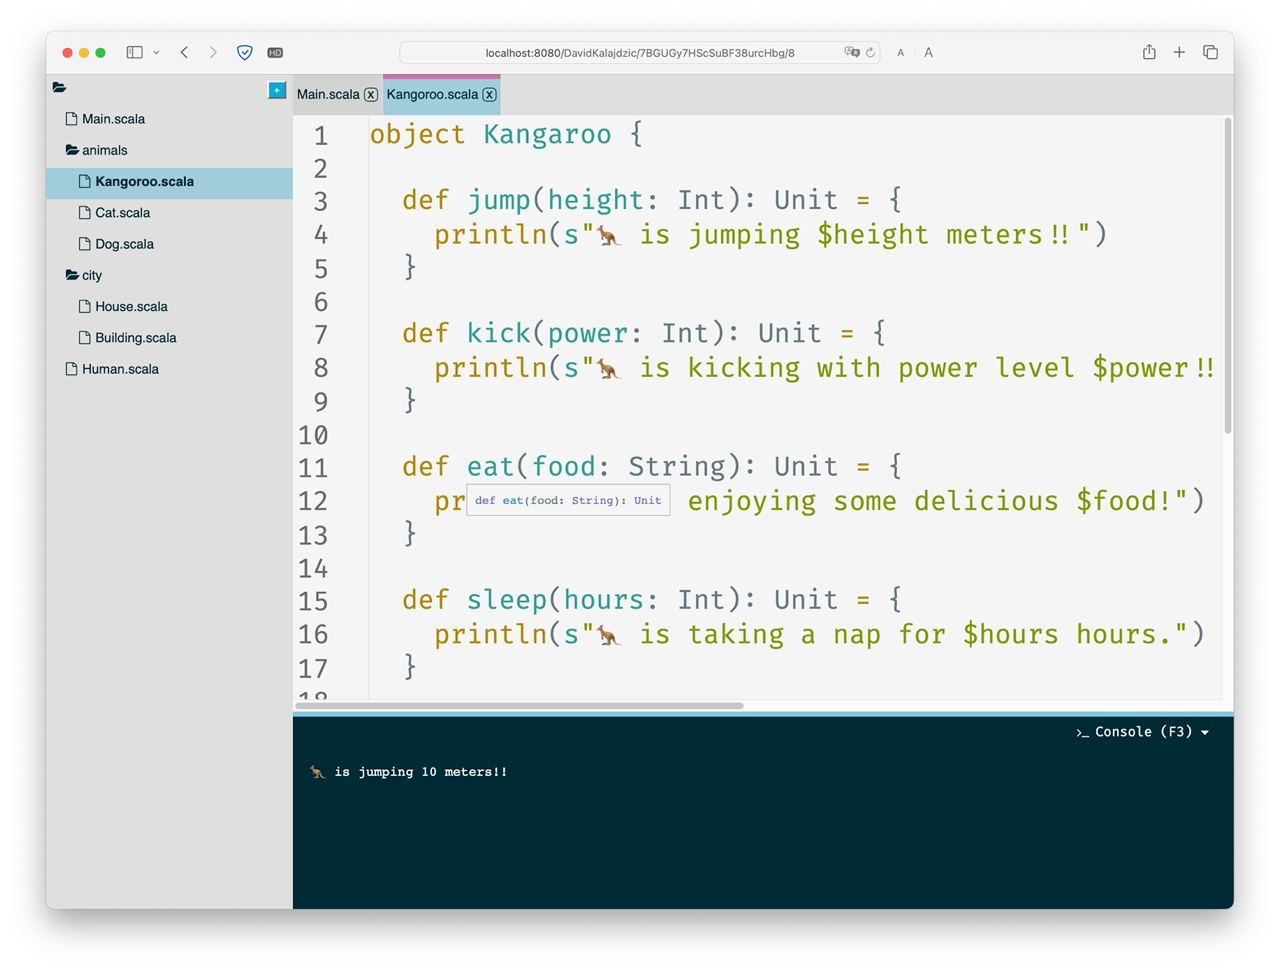 HD
localhost:8080/DavidKalajdzic/7BGUGy7HScSuBF38urcHbg/8
A A
Main.scala
animals
Kangoroo.scala
Cat.scala
Dog.scala
city
House.scala
Building.scala
Human.scala
Main.scala x Kangoroo.scala x
1 object Kangaroo {
2
3 def jump(height: Int): Unit = {
4 println(s"🦘 is jumping $height meters!!")
5 }
6
7 def kick(power: Int): Unit = {
8 println(s"🦘 is kicking with power level $power!!
9 }
10
11 def eat(food: String): Unit = {
12 pr enjoying some delicious $food!")
def eat(food: String): Unit
13 }
14
15 def sleep(hours: Int): Unit = {
16 println(s"🦘 is taking a nap for $hours hours.")
17 }
18
>_ Console (F3)
🦘 is jumping 10 meters!!